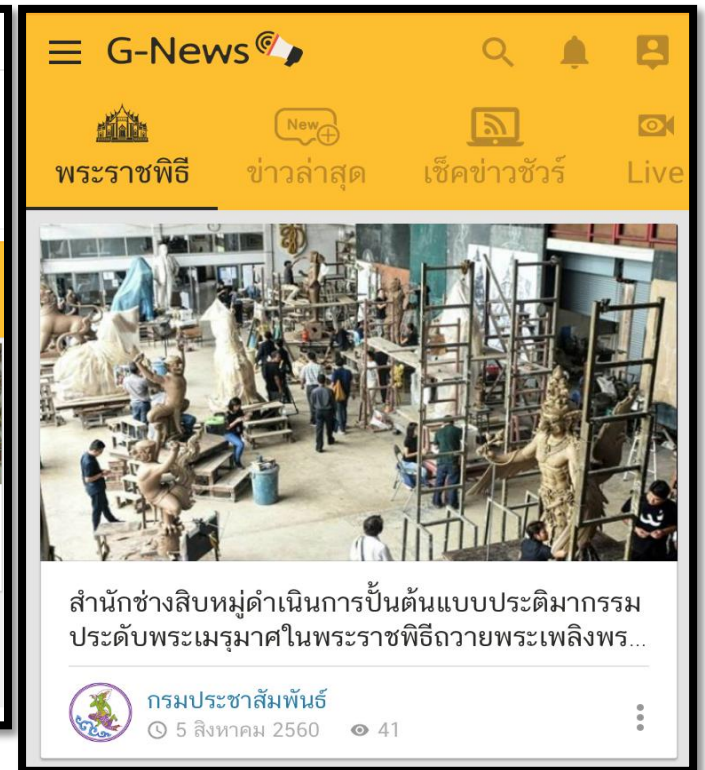 G-News
New
พระราชพิธี ข่าวล่าสุด เช็คข่าวชัวร์ Live
สำนักช่างสิบหมู่ดำเนินการปั้นต้นแบบประติมากรรม
ประดับพระเมรุมาศในพระราชพิธีถวายพระเพลิงพร...
กรมประชาสัมพันธ์
5 สิงหาคม 2560 41